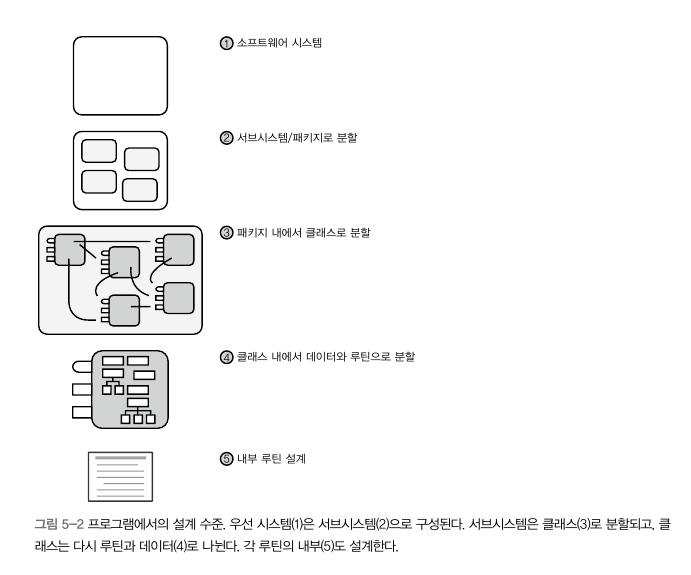 ① 소프트웨어 시스템
② 서브시스템/패키지로 분할
③ 패키지 내에서 클래스로 분할
④ 클래스 내에서 데이터와 루틴으로 분할
⑤ 내부 루틴 설계
그림 5-2 프로그램에서의 설계 수준. 우선 시스템(1)은 서브시스템(2)으로 구성된다. 서브시스템은 클래스(3)로 분할되고, 클
래스는 다시 루틴과 데이터(4)로 나뉜다. 각 루틴의 내부(5)도 설계한다.